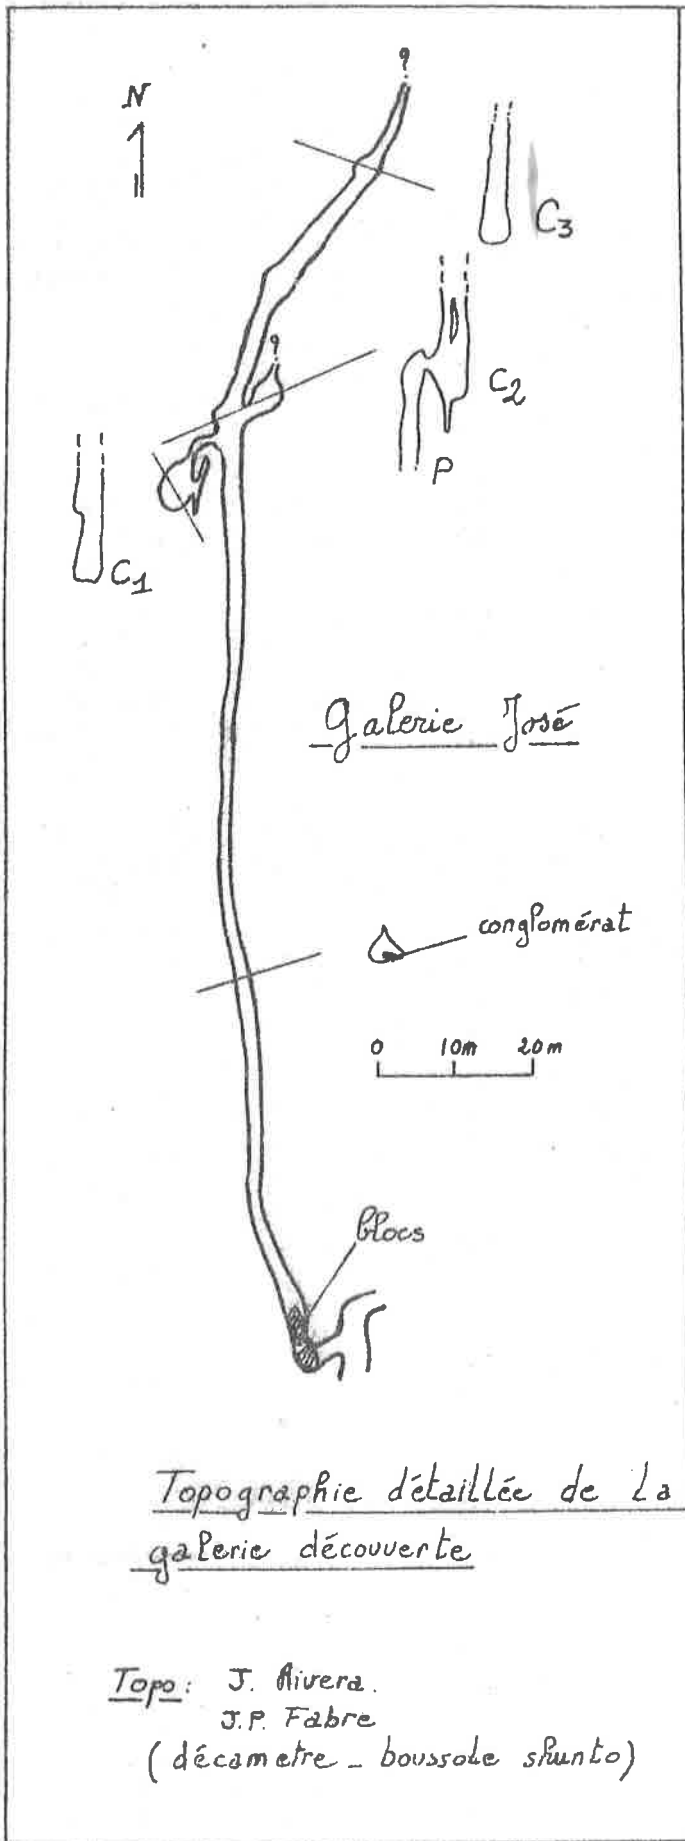 ?
N
C3
?
C2
P
C1
Galerie José
conglomérat
0 10m 20m
blocs
Topographie détaillée de la
galerie découverte
Topo: J. Rivera.
J.P. Fabre
(décametre - boussole shunto)